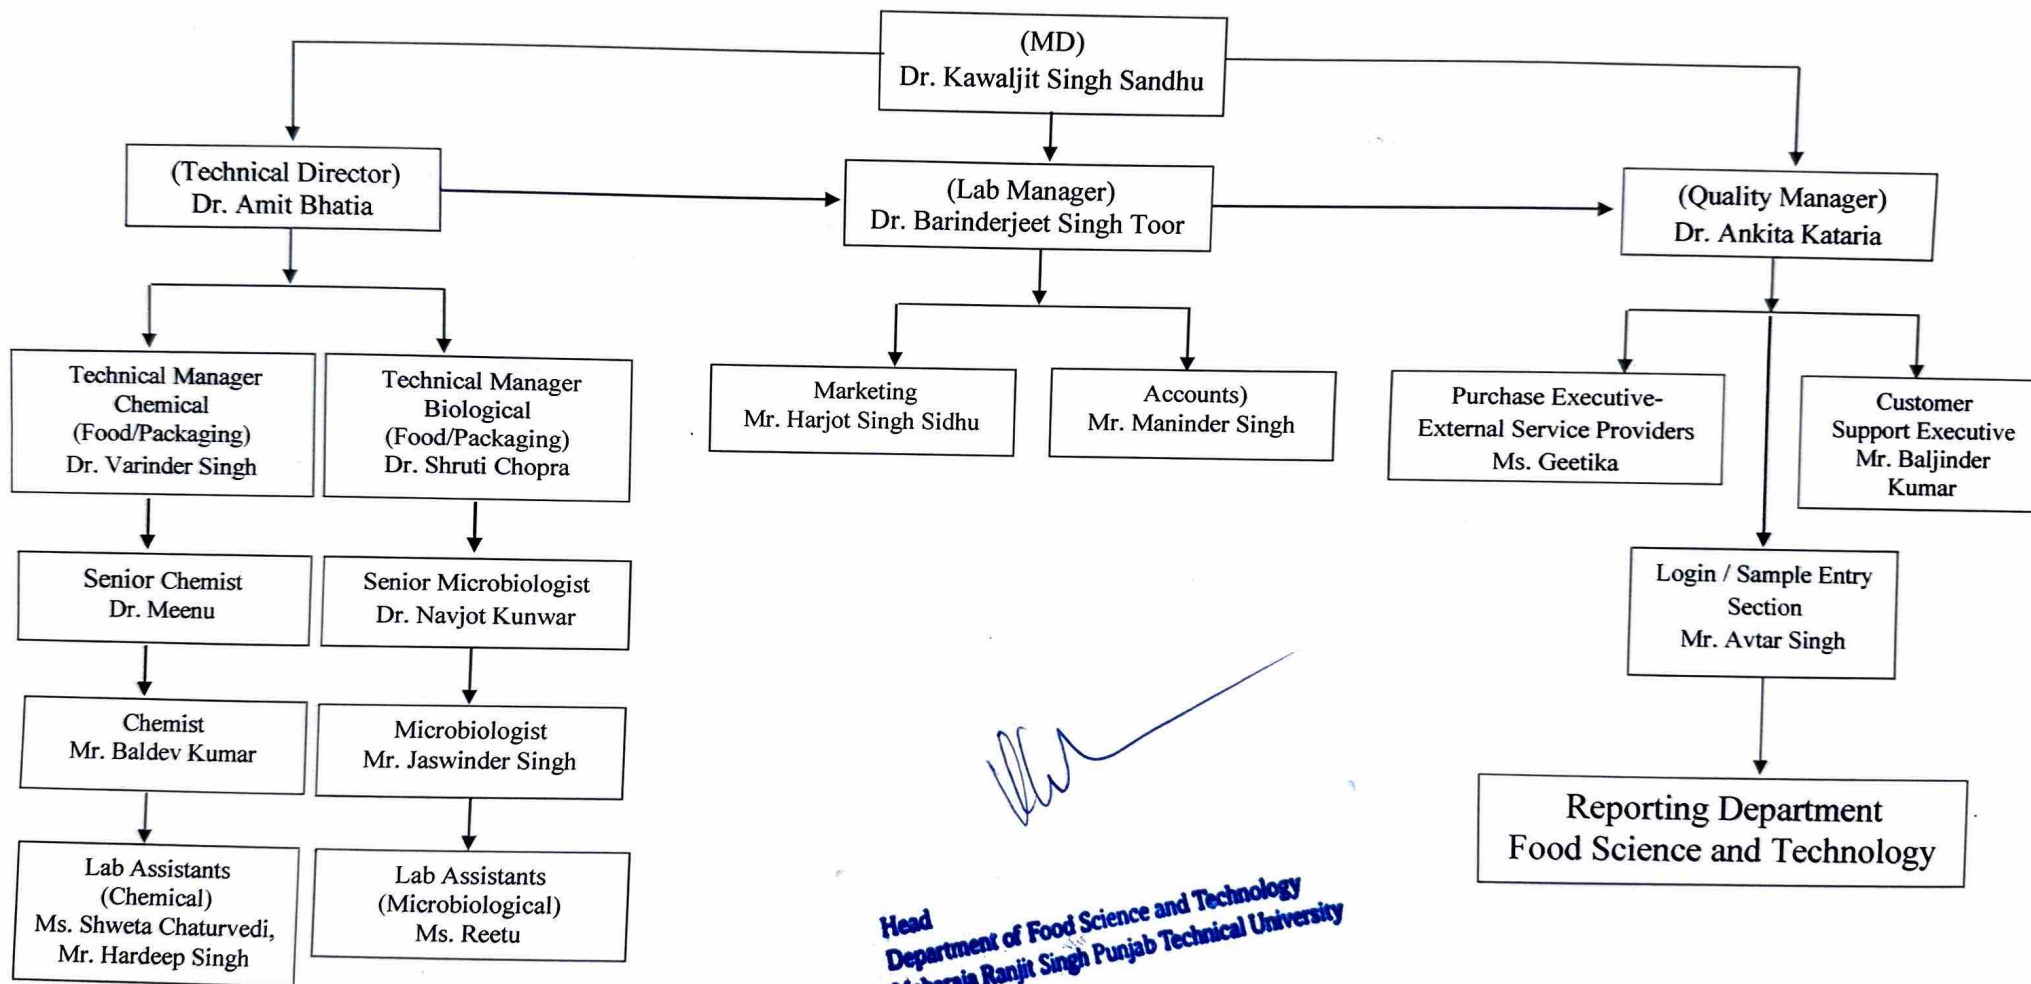 (MD)
Dr. Kawaljit Singh Sandhu
(Technical Director)
Dr. Amit Bhatia
(Lab Manager)
Dr. Barinderjeet Singh Toor
(Quality Manager)
Dr. Ankita Kataria
Technical Manager
Chemical
(Food/Packaging)
Dr. Varinder Singh
Technical Manager
Biological
(Food/Packaging)
Dr. Shruti Chopra
Marketing
Mr. Harjot Singh Sidhu
Accounts)
Mr. Maninder Singh
Purchase Executive-
External Service Providers
Ms. Geetika
Customer
Support Executive
Mr. Baljinder
Kumar
Senior Chemist
Dr. Meenu
Senior Microbiologist
Dr. Navjot Kunwar
Login / Sample Entry
Section
Mr. Avtar Singh
Chemist
Mr. Baldev Kumar
Microbiologist
Mr. Jaswinder Singh
Reporting Department
Food Science and Technology
Lab Assistants
(Chemical)
Ms. Shweta Chaturvedi,
Mr. Hardeep Singh
Lab Assistants
(Microbiological)
Ms. Reetu
Head
Department of Food Science and Technology
Maharaja Ranjit Singh Punjab Technical University